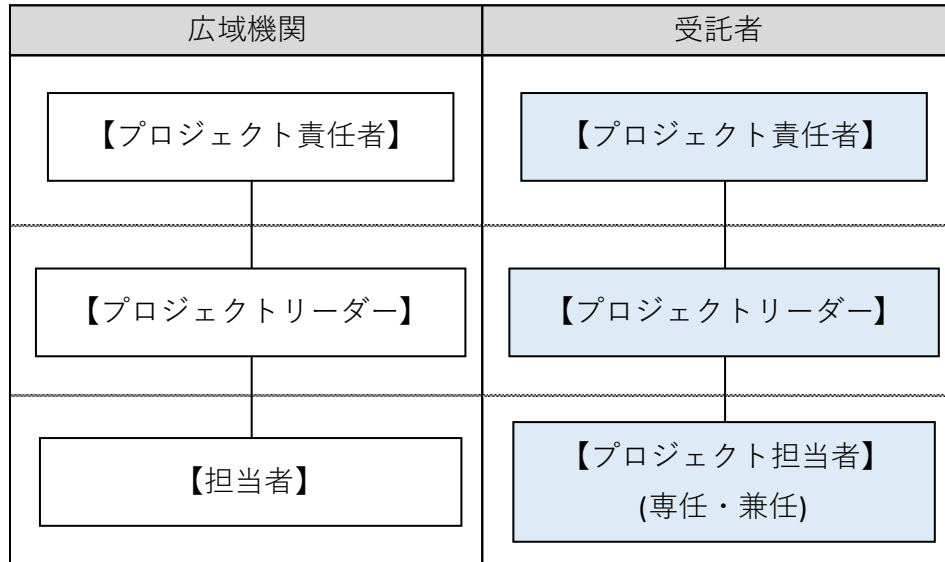 広域機関
受託者
【プロジェクト責任者】
【プロジェクト責任者】
【プロジェクトリーダー】
【プロジェクトリーダー】
【担当者】
【プロジェクト担当者】
(専任・兼任)